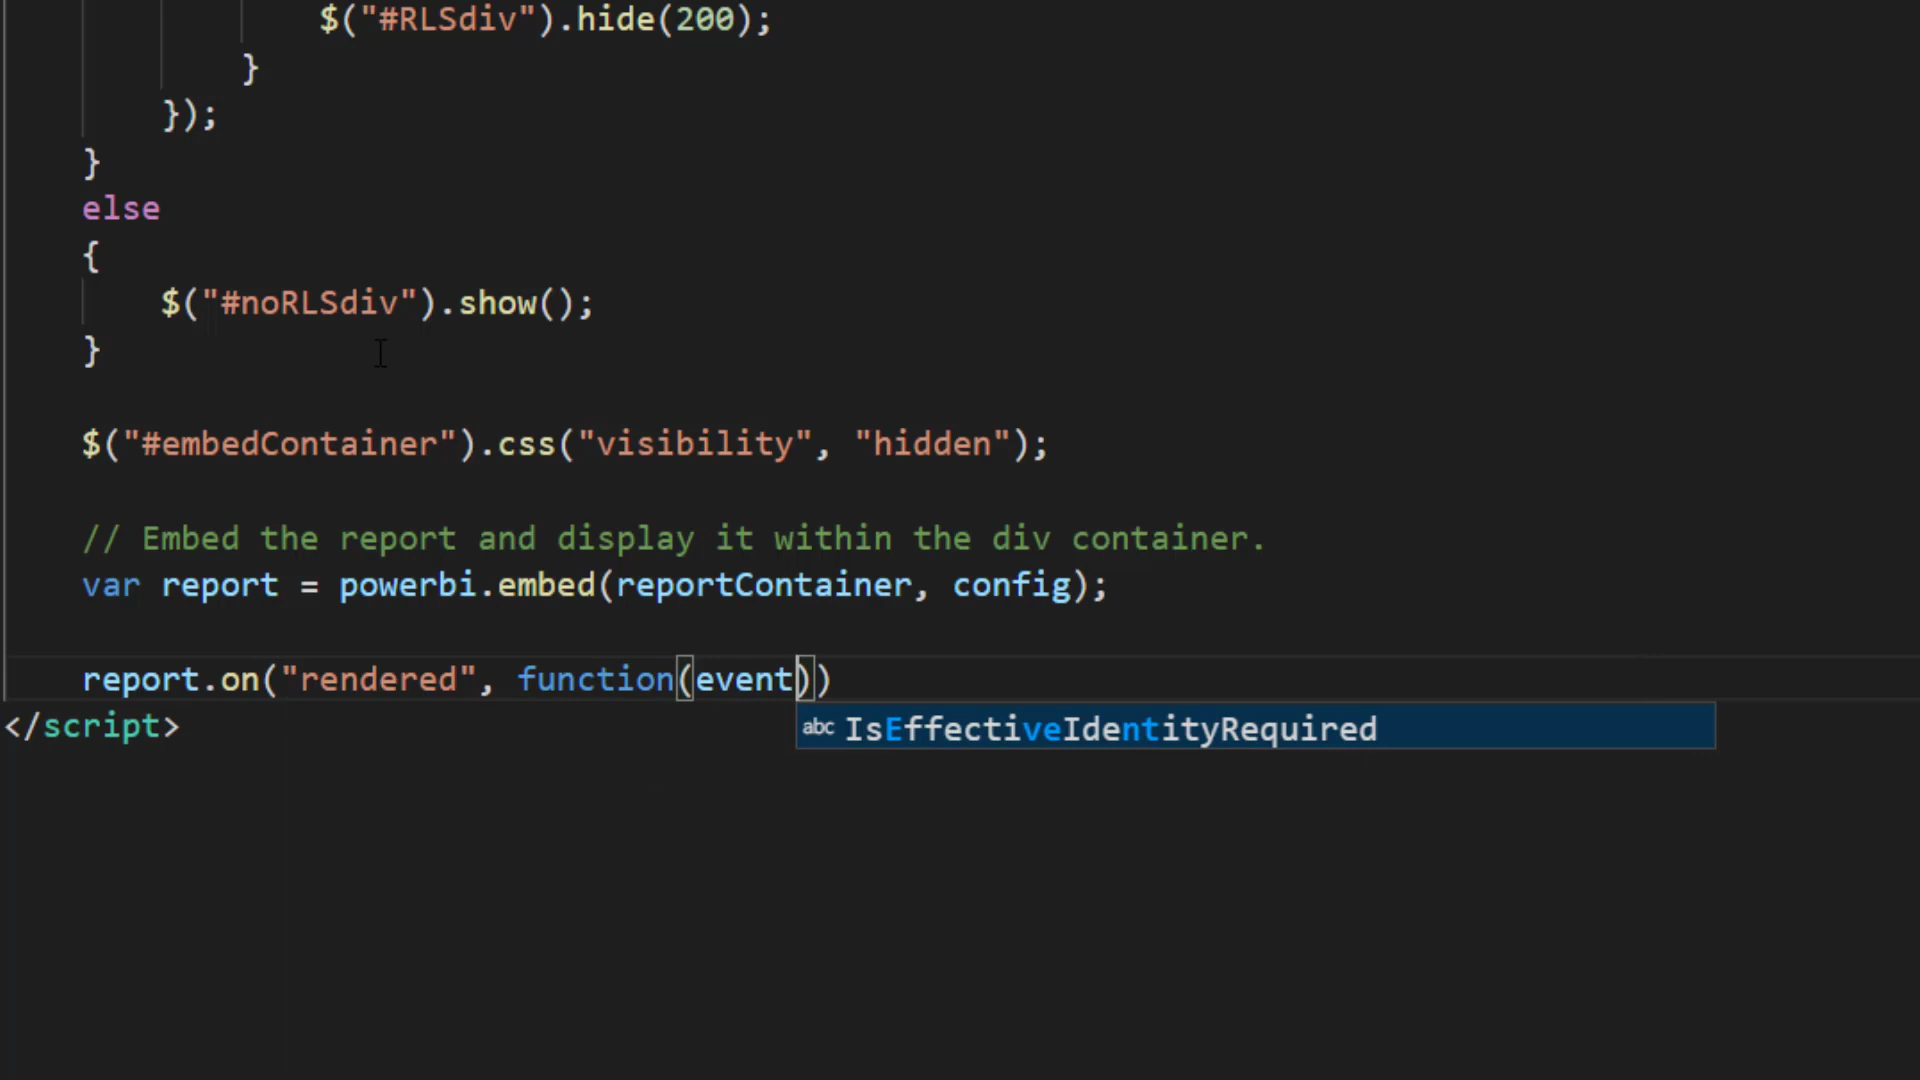 $("#RLSdiv").hide(200);
}
});
}
else
{
$("#noRLSdiv").show();
}
$("#embedContainer").css("visibility", "hidden");
// Embed the report and display it within the div container.
var report = powerbi.embed(reportContainer, config);
report.on("rendered", function(event))
</script>
abc IsEffectiveIdentityRequired